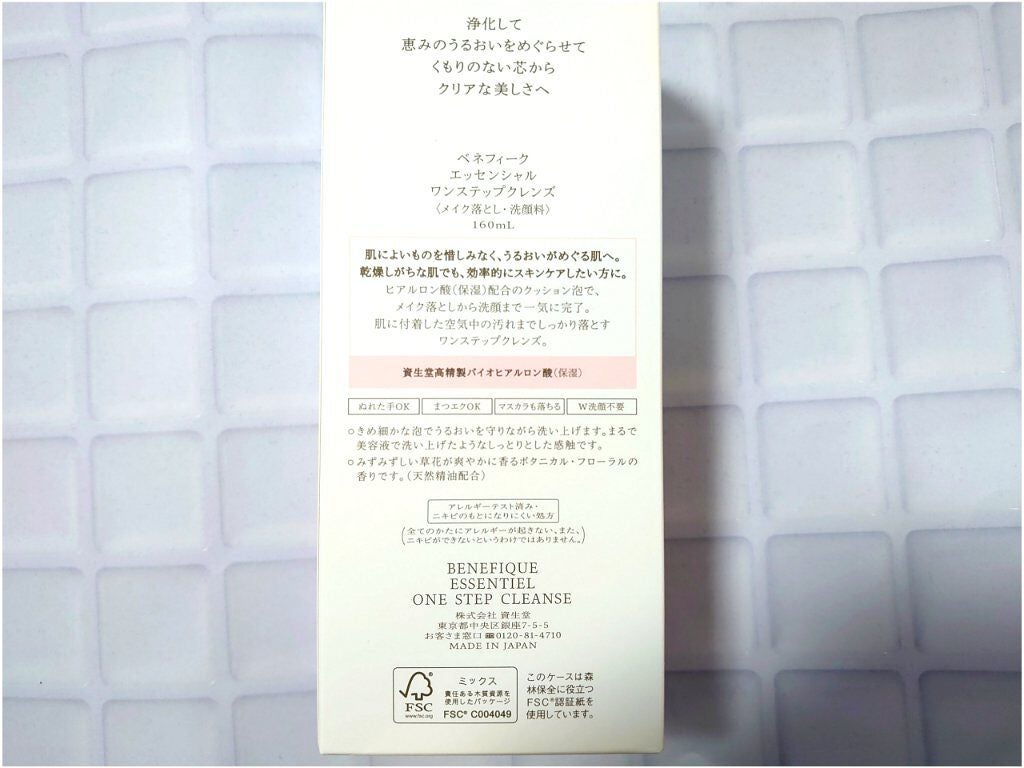 浄化して
恵みのうるおいをめぐらせて
くもりのない芯から
クリアな美しさへ
ベネフィーク
エッセンシャル
ワンステップクレンズ
〈メイク落とし・洗顔料〉
160mL
肌によいものを惜しみなく、うるおいがめぐる肌へ。
乾燥しがちな肌でも、効率的にスキンケアしたい方に。
ヒアルロン酸(保湿)配合のクッション泡で、
メイク落としから洗顔まで一気に完了。
肌に付着した空気中の汚れまでしっかり落とす
ワンステップクレンズ。
資生堂高精製バイオヒアルロン酸(保湿)
ぬれた手OK まつエクOK マスカラも落ちる W洗顔不要
○きめ細かな泡でうるおいを守りながら洗い上げます。まるで
美容液で洗い上げたようなしっとりとした感触です。
○みずみずしい草花が爽やかに香るボタニカル・フローラルの
香りです。(天然精油配合)
アレルギーテスト済み・
ニキビのもとになりにくい処方
(全てのかたにアレルギーが起きない、また、
ニキビができないというわけではありません。)
BENEFIQUE
ESSENTIEL
ONE STEP CLEANSE
株式会社 資生堂
東京都中央区銀座7-5-5
お客さま窓口 ☎0120-81-4710
MADE IN JAPAN
FSC
www.fsc.org
ミックス
責任ある木質資源を
使用したパッケージ
FSC® C004049
このケースは森
林保全に役立つ
FSC®認証紙を
使用しています。